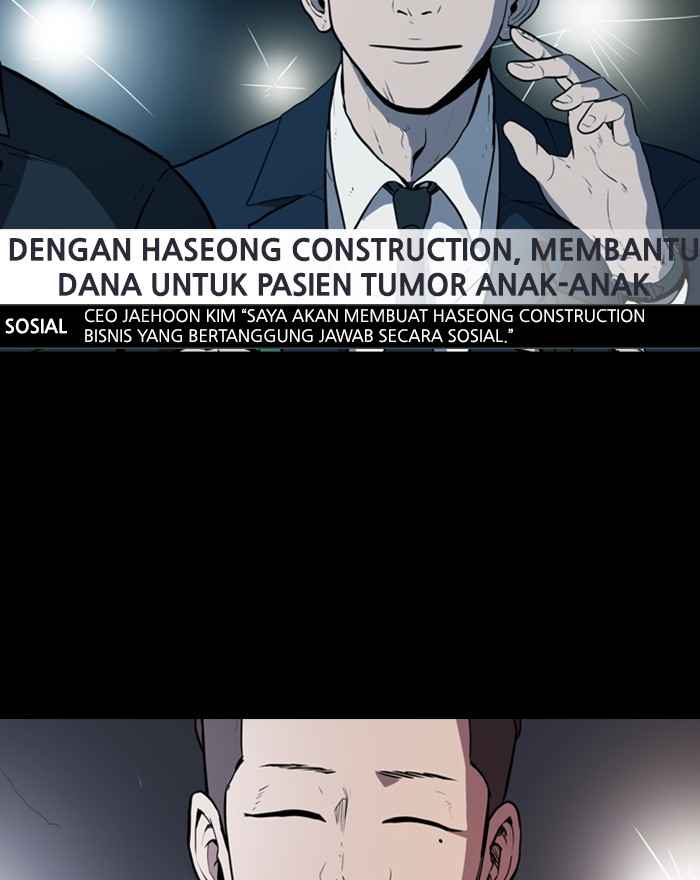 DENGAN HASEONG CONSTRUCTION, MEMBANTU
DANA UNTUK PASIEN TUMOR ANAK-ANAK
SOSIAL
CEO JAEHOON KIM “SAYA AKAN MEMBUAT HASEONG CONSTRUCTION
BISNIS YANG BERTANGGUNG JAWAB SECARA SOSIAL.”